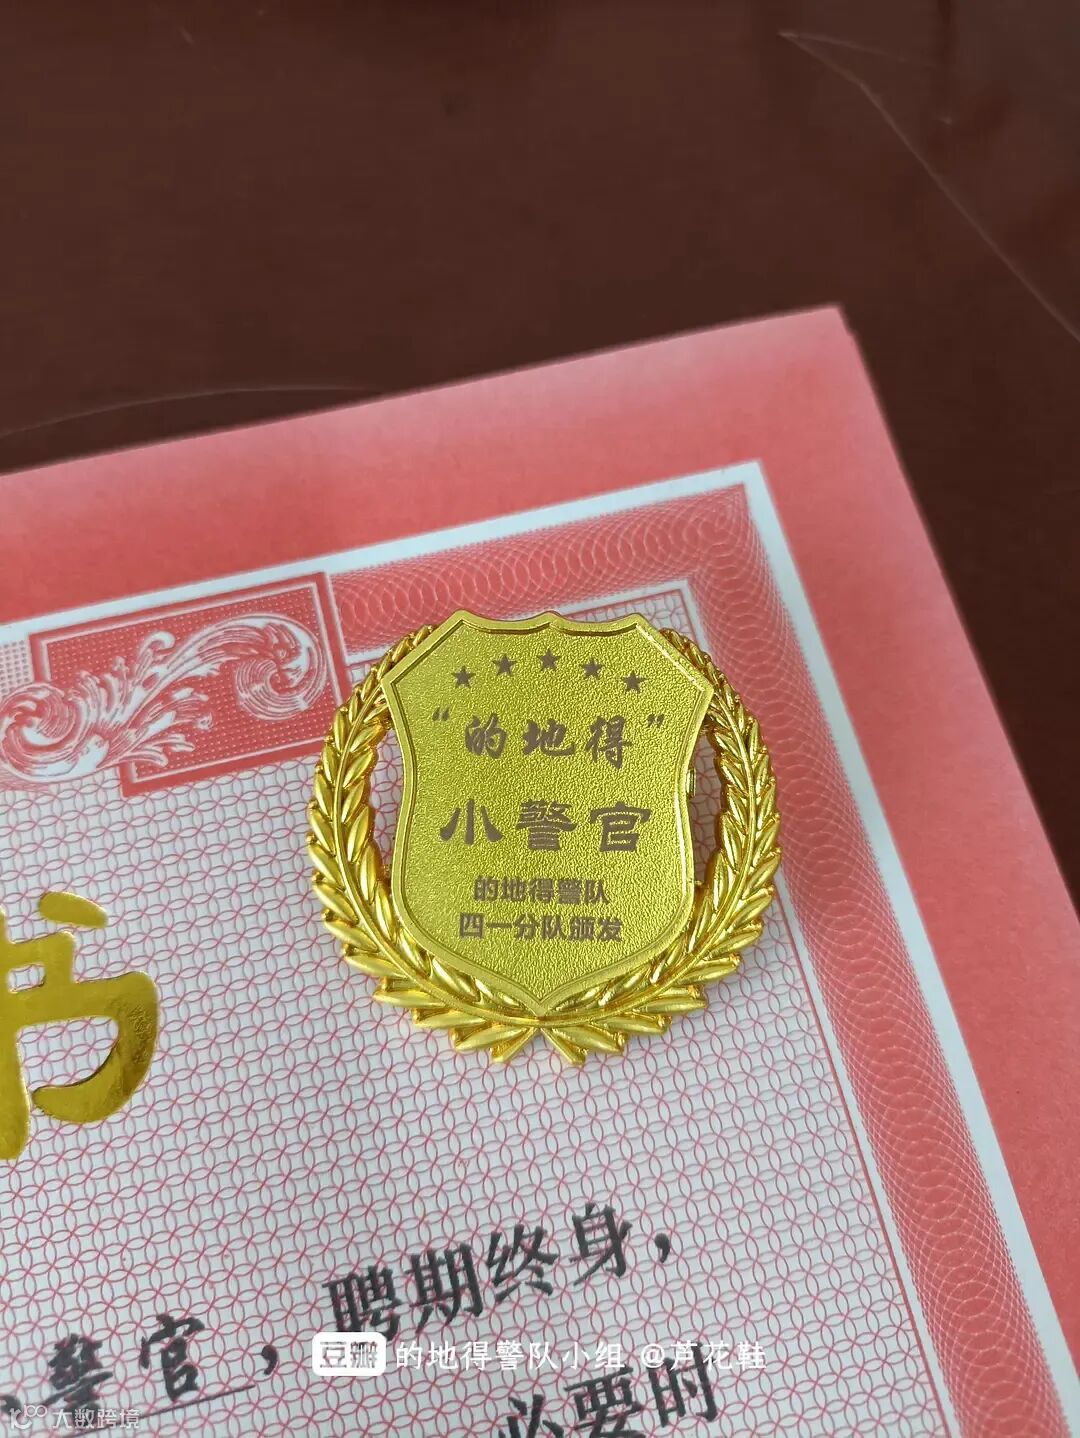 “的地得”
小警官
的地得警队
四一分队颁发
书
聘期终身，
警官，
必要时
豆瓣 的地得警队小组 @芦花鞋
大数跨境